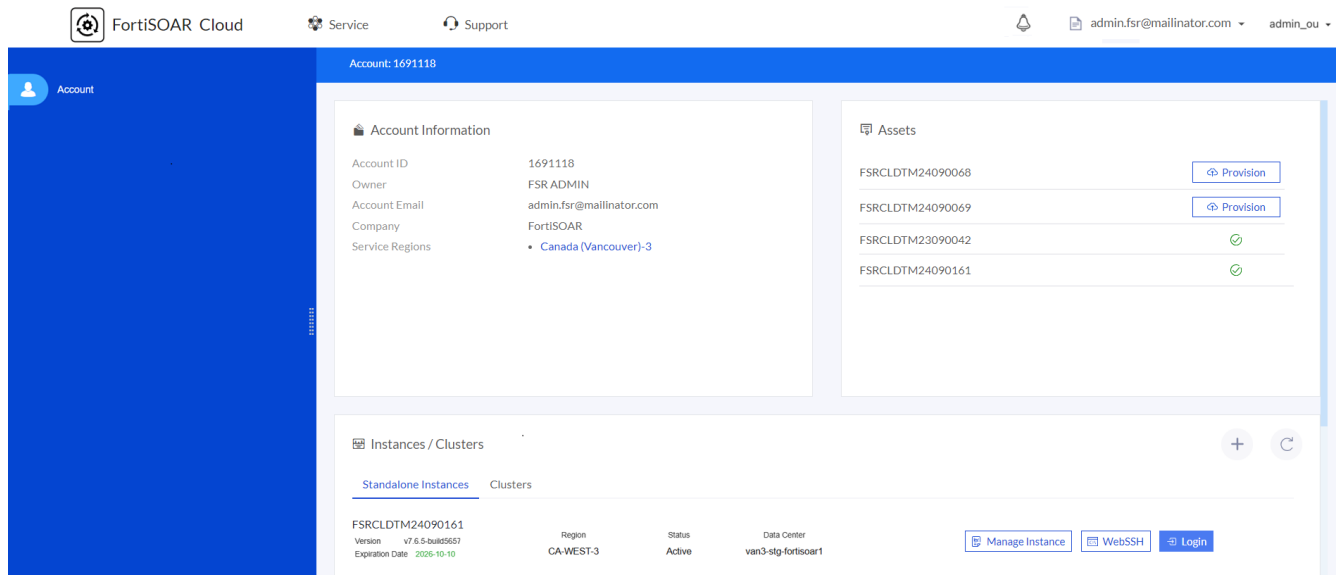 FortiSOAR Cloud Service Support admin.fsr@mailinator.com admin_ou
Account: 1691118
Account
Account Information
Account ID 1691118
Owner FSR ADMIN
Account Email admin.fsr@mailinator.com
Company FortiSOAR
Service Regions • Canada (Vancouver)-3
Assets
FSRCLDTM24090068 Provision
FSRCLDTM24090069 Provision
FSRCLDTM23090042
FSRCLDTM24090161
Instances / Clusters
Standalone Instances Clusters
FSRCLDTM24090161
Version v7.6.5-build5657
Expiration Date 2026-10-10
Region
CA-WEST-3
Status
Active
Data Center
van3-stg-fortisoar1
Manage Instance WebSSH Login